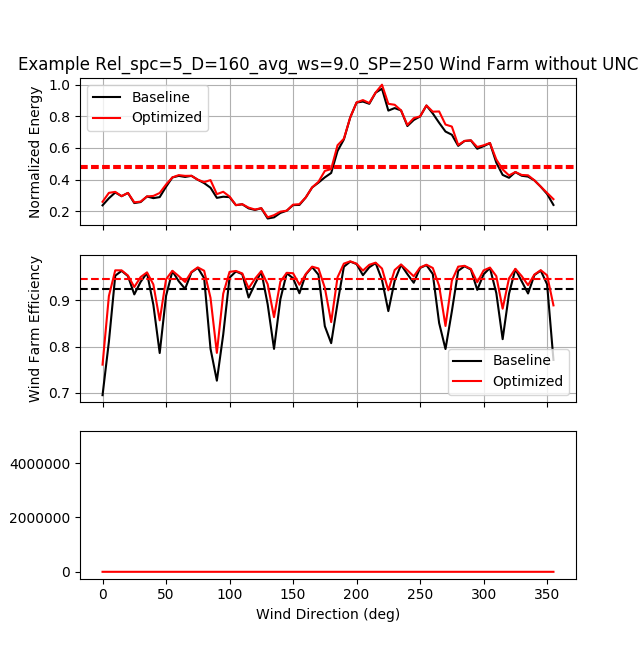 Example Rel_spc=5_D=160_avg_ws=9.0_SP=250 Wind Farm without UNC
Normalized Energy
1.0
0.8
0.6
0.4
0.2
Baseline
Optimized
Wind Farm Efficiency
0.9
0.8
0.7
Baseline
Optimized
4000000
2000000
0
0 50 100 150 200 250 300 350
Wind Direction (deg)